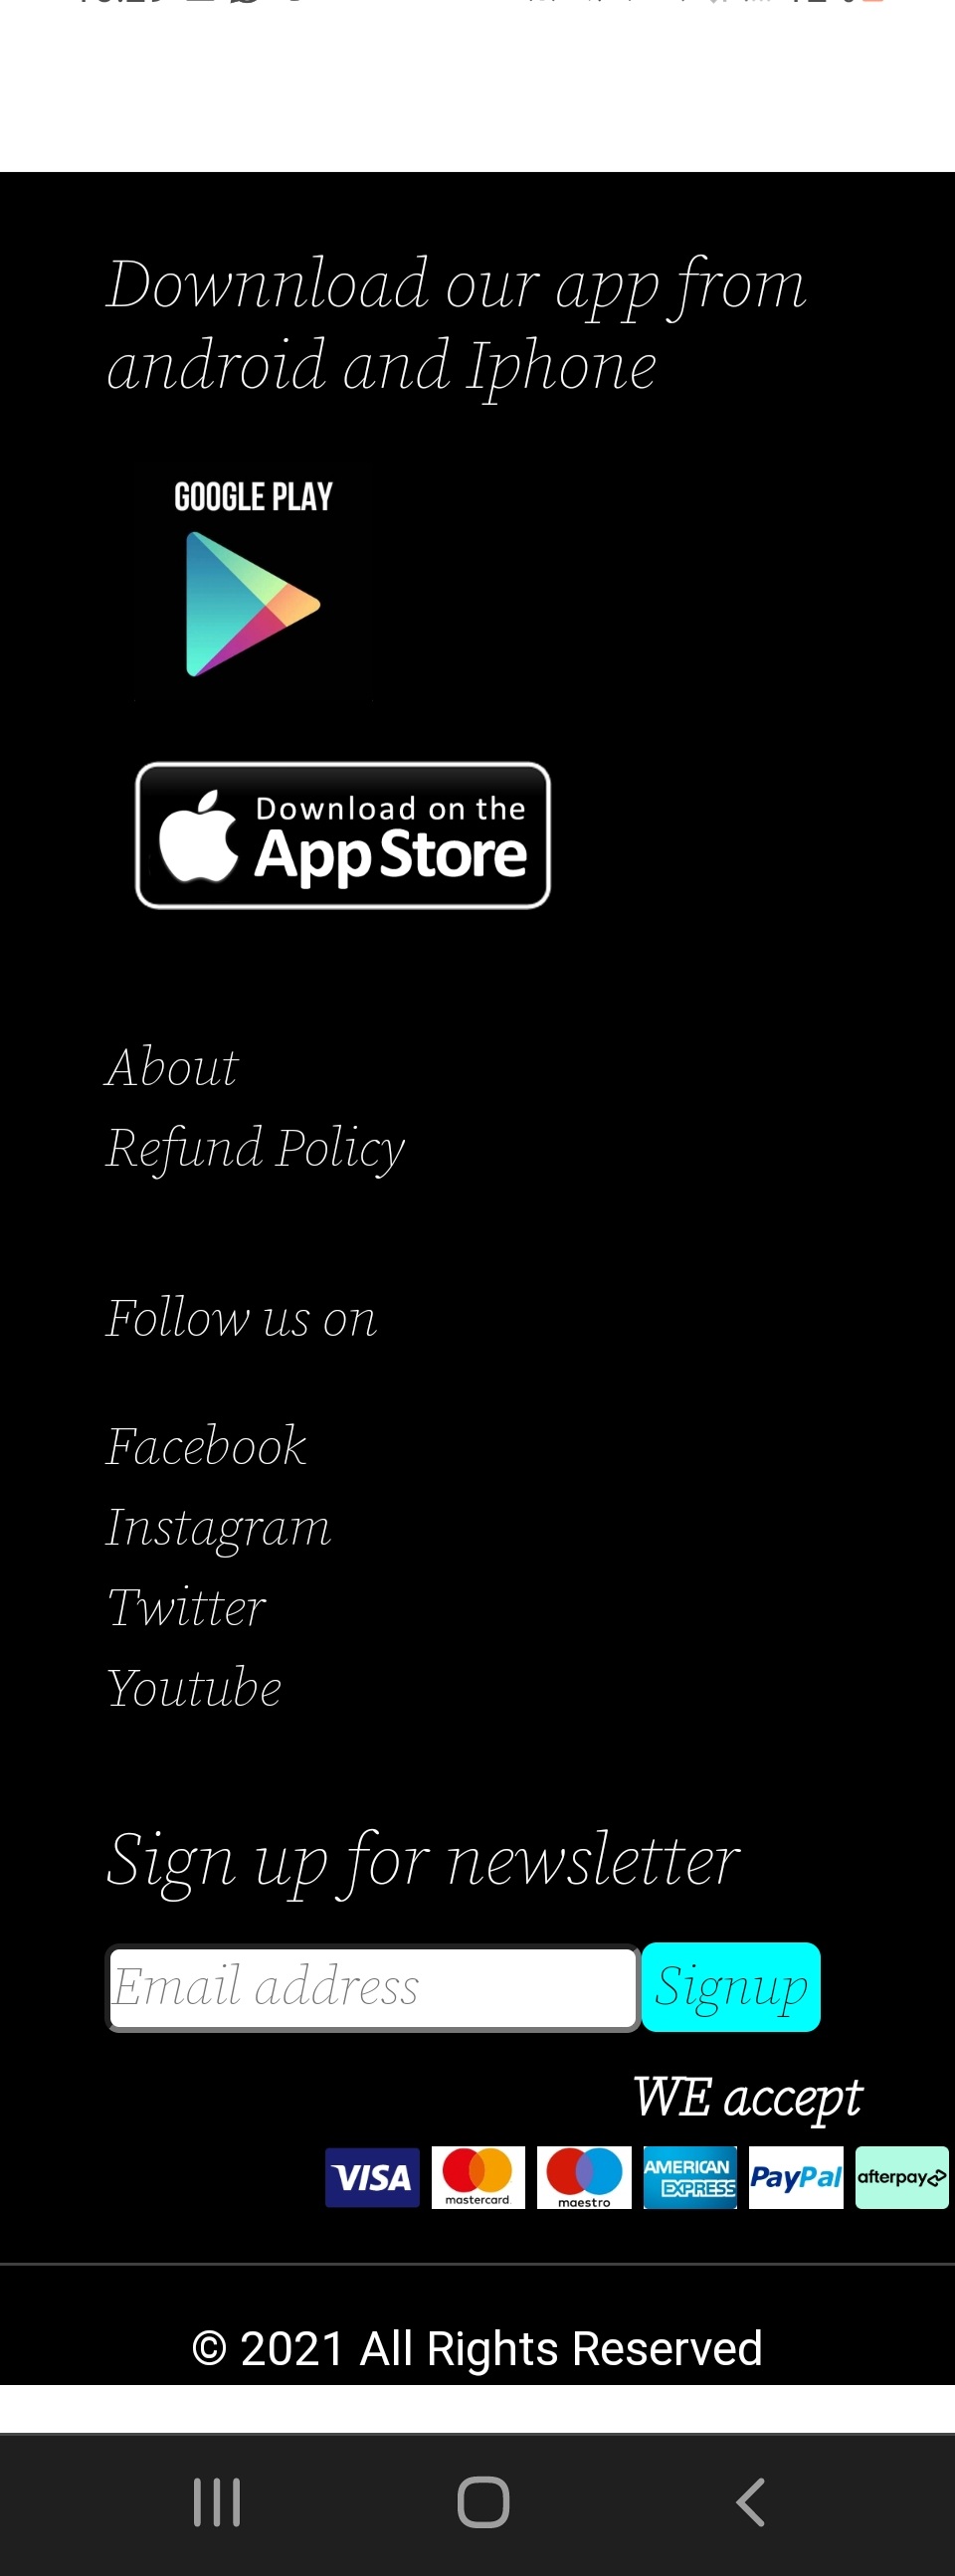 Downnload our app from
android and Iphone
GOOGLE PLAY
Download on the
App Store
About
Refund Policy
Follow us on
Facebook
Instagram
Twitter
Youtube
Sign up for newsletter
Email address Signup
WE accept
VISA mastercard. maestro AMERICAN EXPRESS PayPal afterpay
© 2021 All Rights Reserved